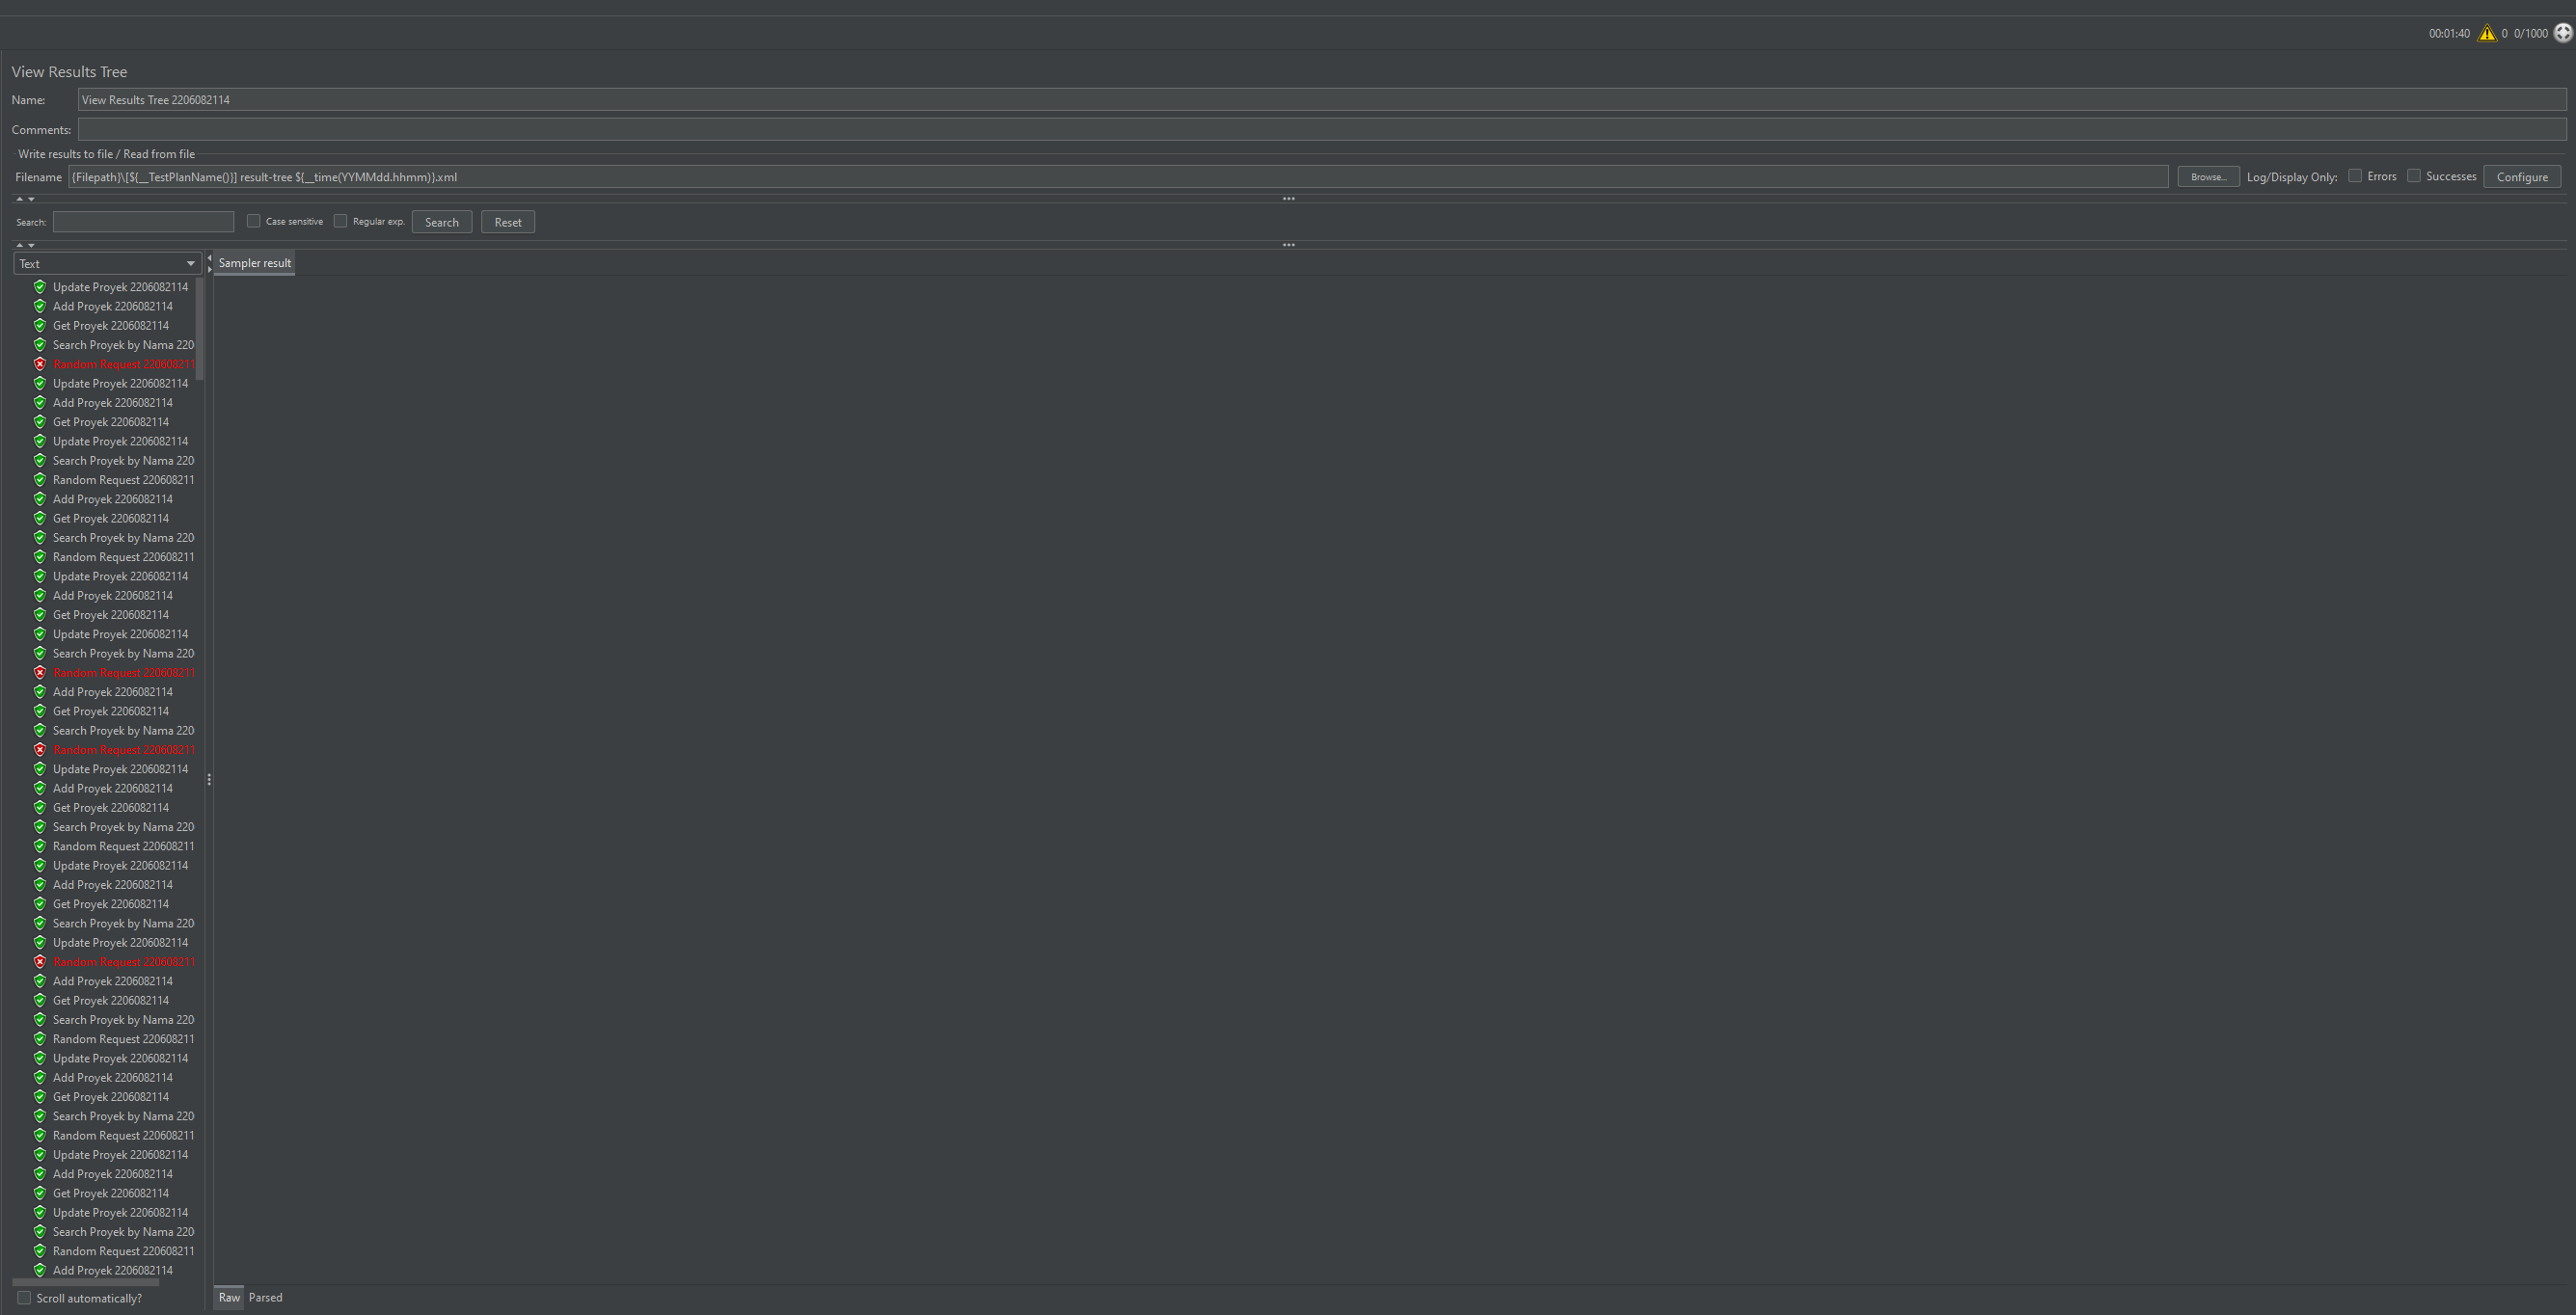 00:01:40 0 0/1000
View Results Tree
Name: View Results Tree 2206082114
Comments:
Write results to file / Read from file
Filename {Filepath}\[${__TestPlanName()}] result-tree ${__time(YYMMdd.hhmm)}.xml Browse... Log/Display Only: Errors Successes Configure
Search: Case sensitive Regular exp. Search Reset
Text Sampler result
Update Proyek 2206082114
Add Proyek 2206082114
Get Proyek 2206082114
Search Proyek by Nama 220
Random Request 220608211
Update Proyek 2206082114
Add Proyek 2206082114
Get Proyek 2206082114
Update Proyek 2206082114
Search Proyek by Nama 220
Random Request 220608211
Add Proyek 2206082114
Get Proyek 2206082114
Search Proyek by Nama 220
Random Request 220608211
Update Proyek 2206082114
Add Proyek 2206082114
Get Proyek 2206082114
Update Proyek 2206082114
Search Proyek by Nama 220
Random Request 220608211
Add Proyek 2206082114
Get Proyek 2206082114
Search Proyek by Nama 220
Random Request 220608211
Update Proyek 2206082114
Add Proyek 2206082114
Get Proyek 2206082114
Search Proyek by Nama 220
Random Request 220608211
Update Proyek 2206082114
Add Proyek 2206082114
Get Proyek 2206082114
Search Proyek by Nama 220
Update Proyek 2206082114
Random Request 220608211
Add Proyek 2206082114
Get Proyek 2206082114
Search Proyek by Nama 220
Random Request 220608211
Update Proyek 2206082114
Add Proyek 2206082114
Get Proyek 2206082114
Search Proyek by Nama 220
Random Request 220608211
Update Proyek 2206082114
Add Proyek 2206082114
Get Proyek 2206082114
Update Proyek 2206082114
Search Proyek by Nama 220
Random Request 220608211
Add Proyek 2206082114
Scroll automatically? Raw Parsed